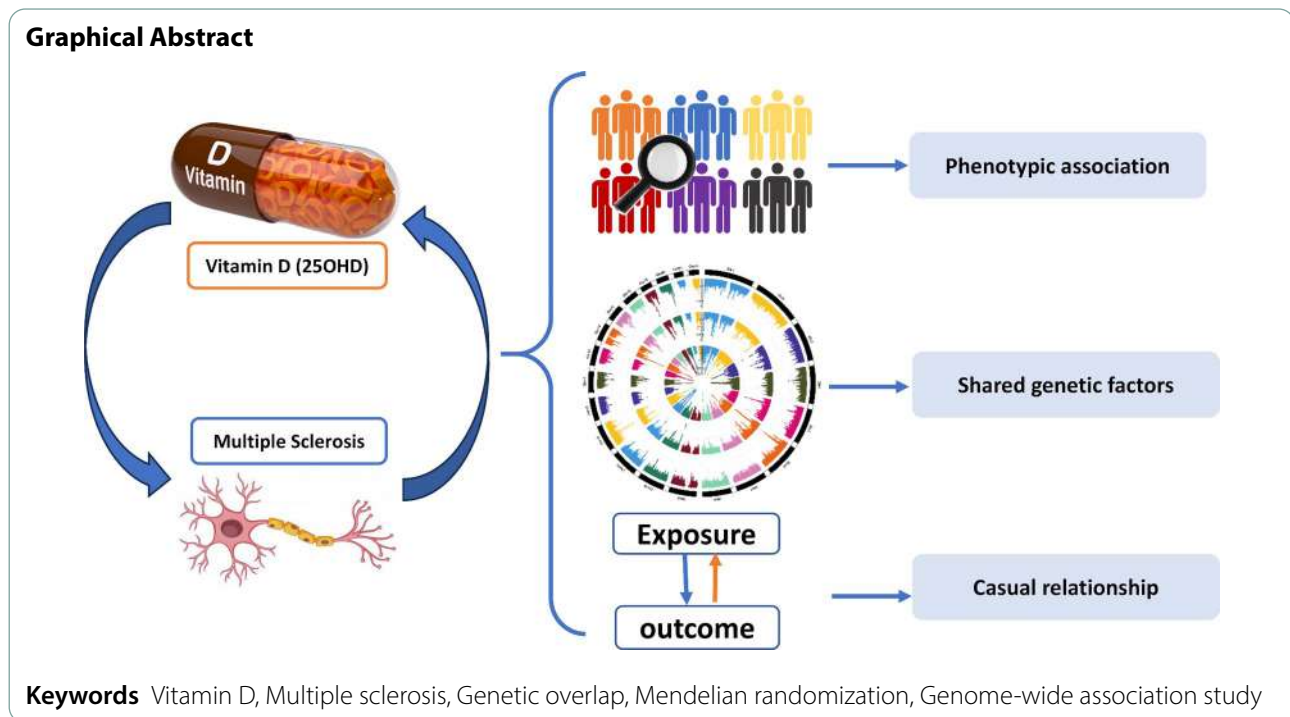 Graphical Abstract
D
Vitamin
Vitamin D (25OHD)
Multiple Sclerosis
Phenotypic association
Shared genetic factors
Exposure
outcome
Casual relationship
Keywords Vitamin D, Multiple sclerosis, Genetic overlap, Mendelian randomization, Genome-wide association study